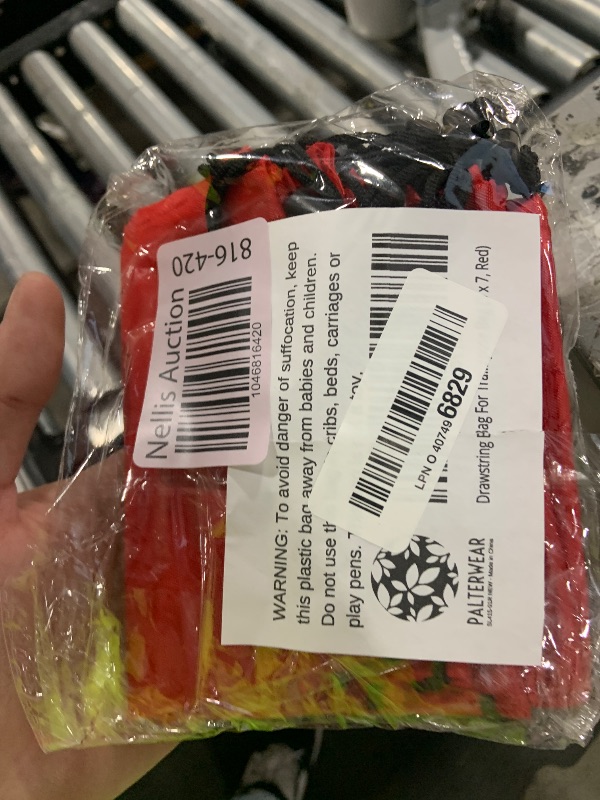 Nellis Auction
1046816420
816-420
WARNING: To avoid danger of suffocation, keep
this plastic bag away from babies and children.
Do not use th cribs, beds, carriages or
play pens.
LPN O 40749 6829
PALTERWEAR
Made in China
Drawstring Bag For x 7, Red)